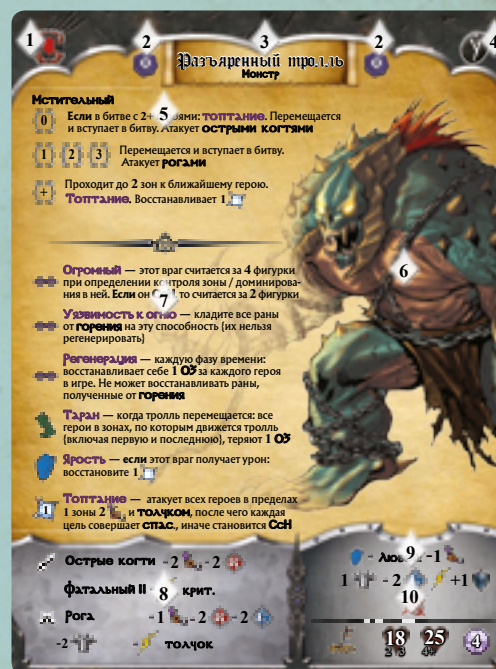 1 2 3 2 4
Разъяренный тролль
Монстр
Мстительный
0 Если в битве с 2+ 5 ями: топтание. Перемещается
и вступает в битву. Атакует острыми когтями
1 2 3 Перемещается и вступает в битву.
Атакует рогами
+ Проходит до 2 зон к ближайшему герою.
Топтание. Восстанавливает 1
6
Огромный — этот враг считается за 4 фигурки
при определении контроля зоны / доминирова-
ния в ней. Если он 7 то считается за 2 фигурки
Уязвимость к огню — кладите все раны
от горения на эту способность (их нельзя
регенерировать)
Регенерация — каждую фазу времени:
восстанавливает себе 1 ОЗ за каждого героя
в игре. Не может восстанавливать раны,
полученные от горения
Таран — когда тролль перемещается: все
герои в зонах, по которым движется тролль
(включая первую и последнюю), теряют 1 ОЗ
Ярость — если этот враг получает урон:
восстановите 1
1 Топтание — атакует всех героев в пределах
1 зоны 2 и толчком, после чего каждая
цель совершает спас., иначе становится СсН
Острые когти - 2 - 2
фатальный II 8 крит.
Рога - 1 - 2 - 2
-2 - толчок
- 9 -1
1 - 2 +1
10
18 25 4
2 3 4+